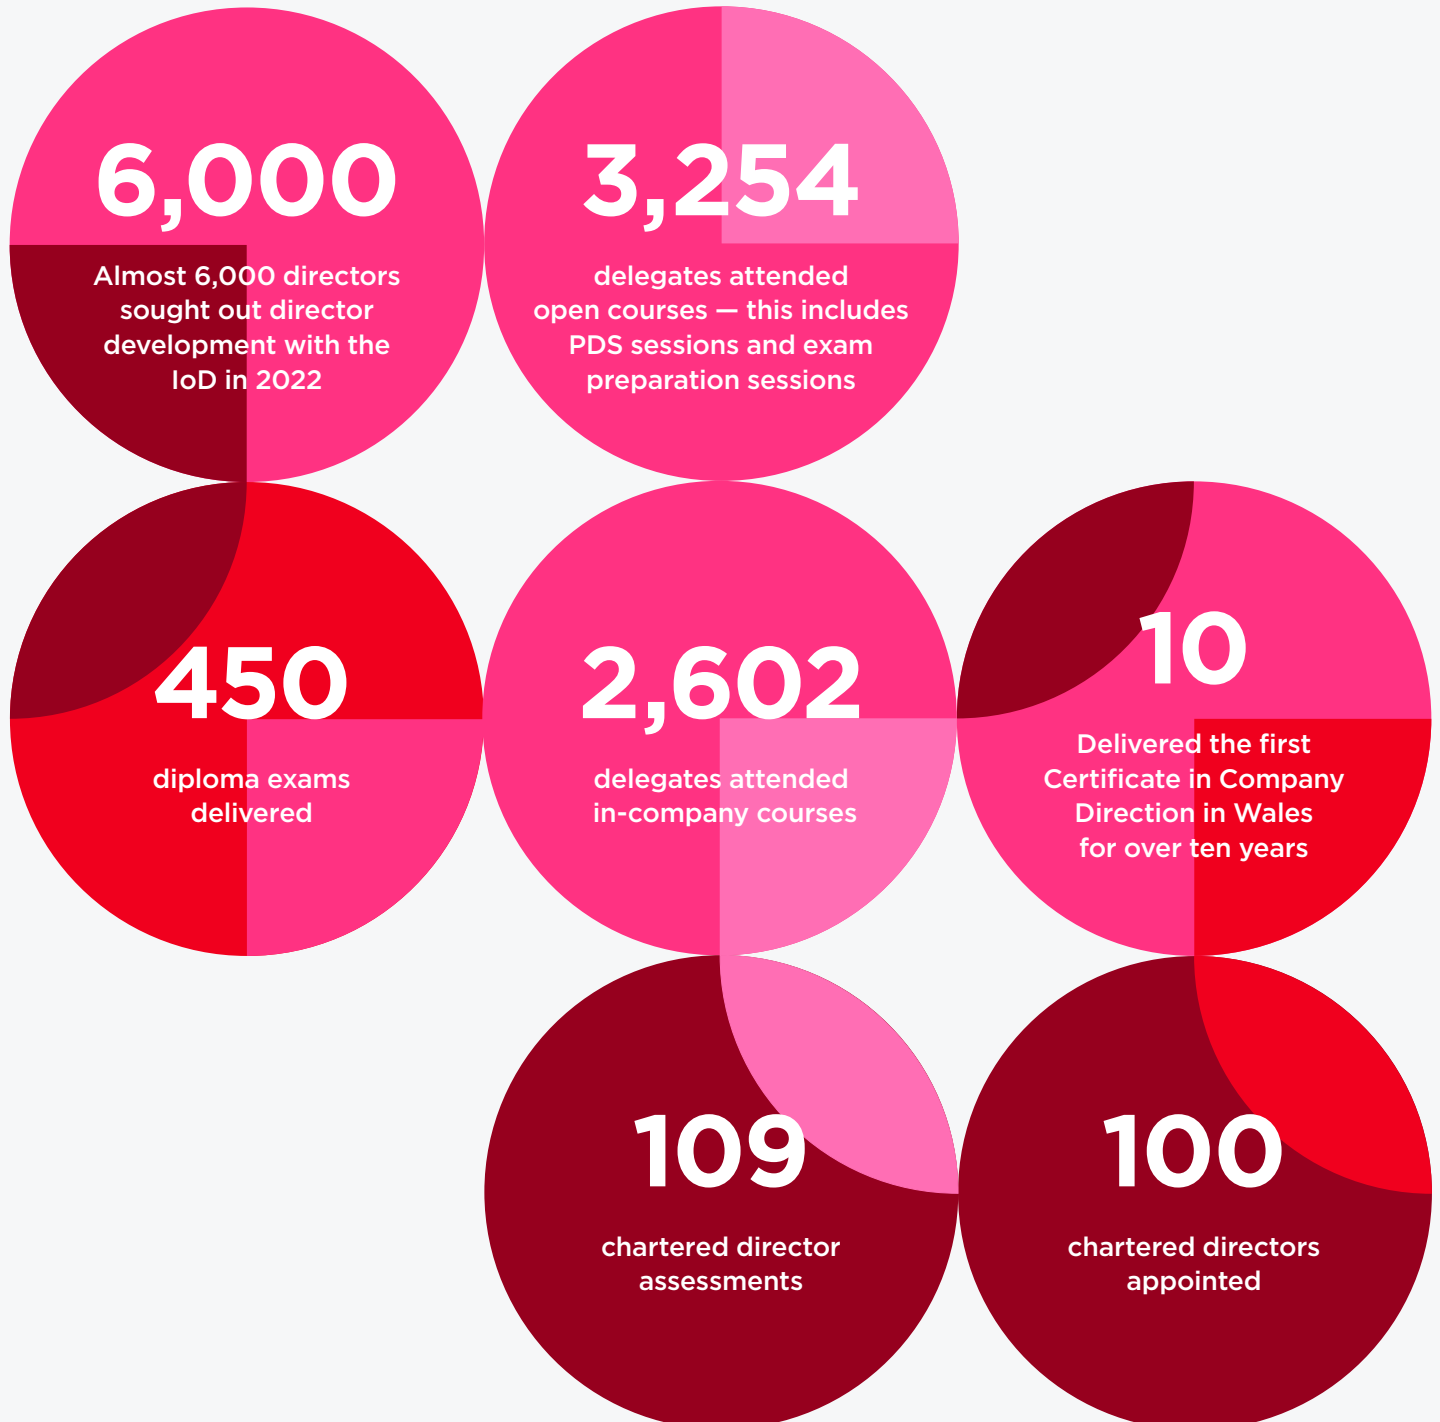 6,000
Almost 6,000 directors
sought out director
development with the
IoD in 2022
3,254
delegates attended
open courses — this includes
PDS sessions and exam
preparation sessions
450
diploma exams
delivered
2,602
delegates attended
in-company courses
10
Delivered the first
Certificate in Company
Direction in Wales
for over ten years
109
chartered director
assessments
100
chartered directors
appointed